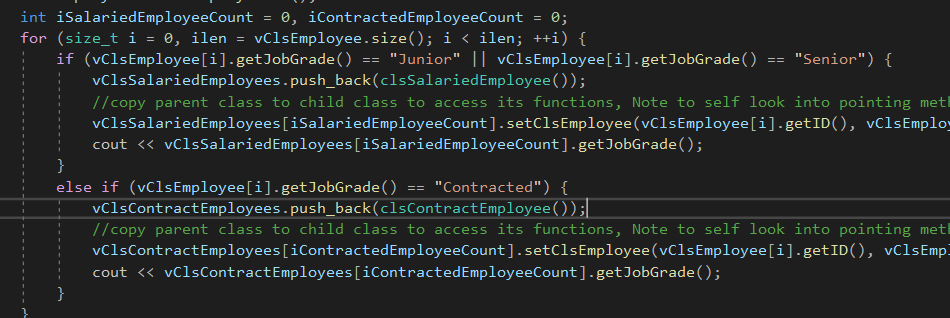 int iSalariedEmployeeCount = 0, iContractedEmployeeCount = 0;
for (size_t i = 0, ilen = vClsEmployee.size(); i < ilen; ++i) {
if (vClsEmployee[i].getJobGrade() == "Junior" || vClsEmployee[i].getJobGrade() == "Senior") {
vClsSalariedEmployees.push_back(clsSalariedEmployee());
//copy parent class to child class to access its functions, Note to self look into pointing meth
vClsSalariedEmployees[iSalariedEmployeeCount].setClsEmployee(vClsEmployee[i].getID(), vClsEmploy
cout << vClsSalariedEmployees[iSalariedEmployeeCount].getJobGrade();
}
else if (vClsEmployee[i].getJobGrade() == "Contracted") {
vClsContractEmployees.push_back(clsContractEmployee());
//copy parent class to child class to access its functions, Note to self look into pointing meth
vClsContractEmployees[iContractedEmployeeCount].setClsEmployee(vClsEmployee[i].getID(), vClsEmpl
cout << vClsContractEmployees[iContractedEmployeeCount].getJobGrade();
}
}